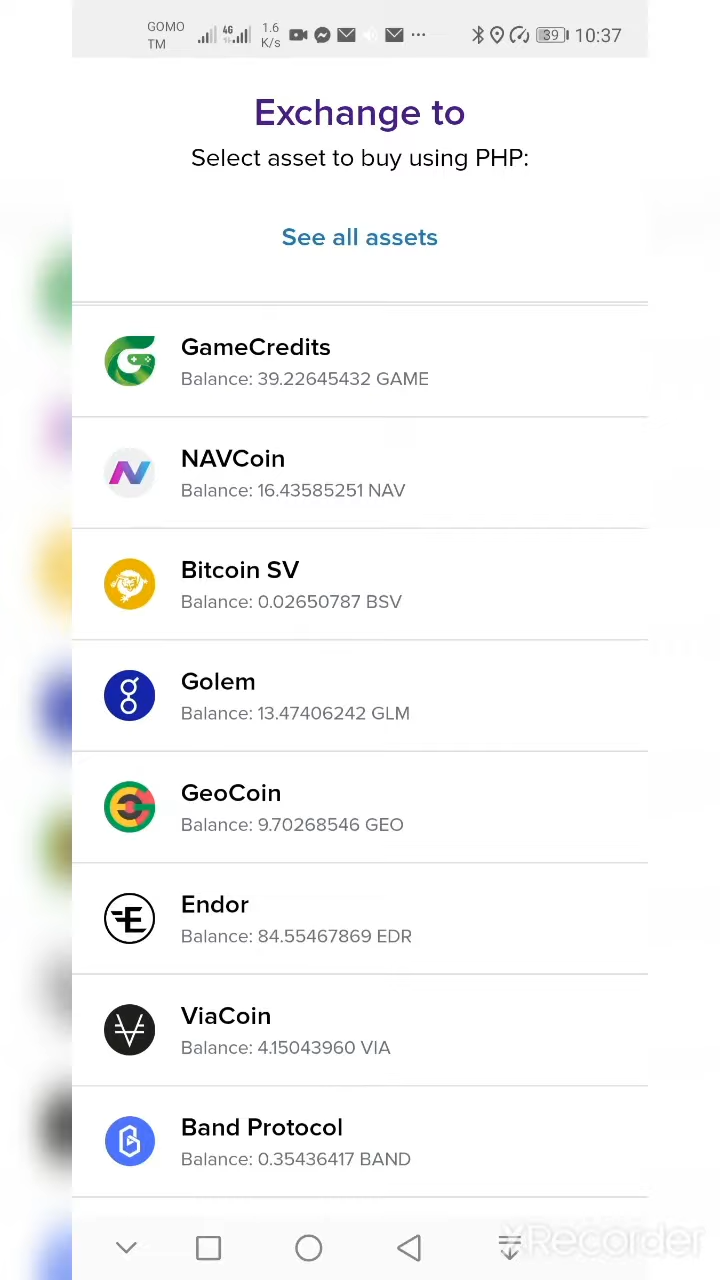 GOMO
TM
4G
1.6
K/s
39
10:37
Exchange to
Select asset to buy using PHP:
See all assets
GameCredits
Balance: 39.22645432 GAME
NAVCoin
Balance: 16.43585251 NAV
Bitcoin SV
Balance: 0.02650787 BSV
Golem
Balance: 13.47406242 GLM
GeoCoin
Balance: 9.70268546 GEO
Endor
Balance: 84.55467869 EDR
ViaCoin
Balance: 4.15043960 VIA
Band Protocol
Balance: 0.35436417 BAND
XRecorder